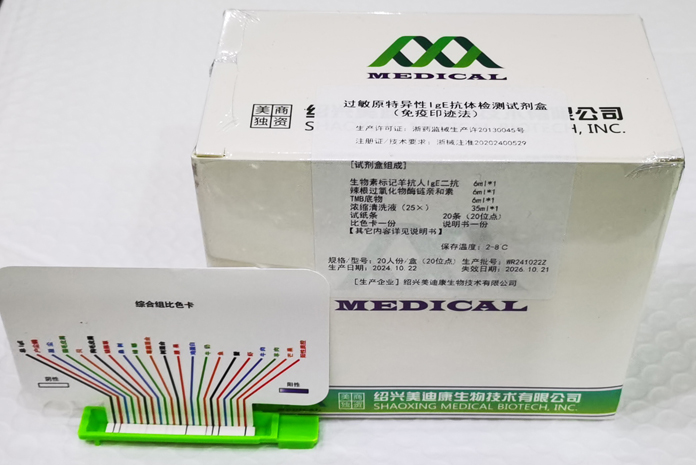 MEDICAL
过敏原特异性IgE抗体检测试剂盒
（免疫印迹法）
美商
独资
公司
BIOTECH, INC.
生产许可证：浙药监械生产许20130045号
注册证/技术要求：浙械注准20202400529
[试剂盒组成]
生物素标记羊抗人IgE二抗 6ml*1
辣根过氧化物酶链亲和素 6ml*1
TMB底物 6ml*1
浓缩清洗液（25×） 35ml*1
试纸条 20条（20位点）
比色卡一份 说明书一份
【其它内容详见说明书】
保存温度：2-8℃
规格/型号：20人份/盒（20位点） 生产批号：WR241022Z
生产日期：2024.10.22 失效日期：2026.10.21
[生产企业] 绍兴美迪康生物技术有限公司
MEDICAL
美商
独资
绍兴美迪康生物技术有限公司
SHAOXING MEDICAL BIOTECH, INC.
综合组比色卡
阴性
阳性